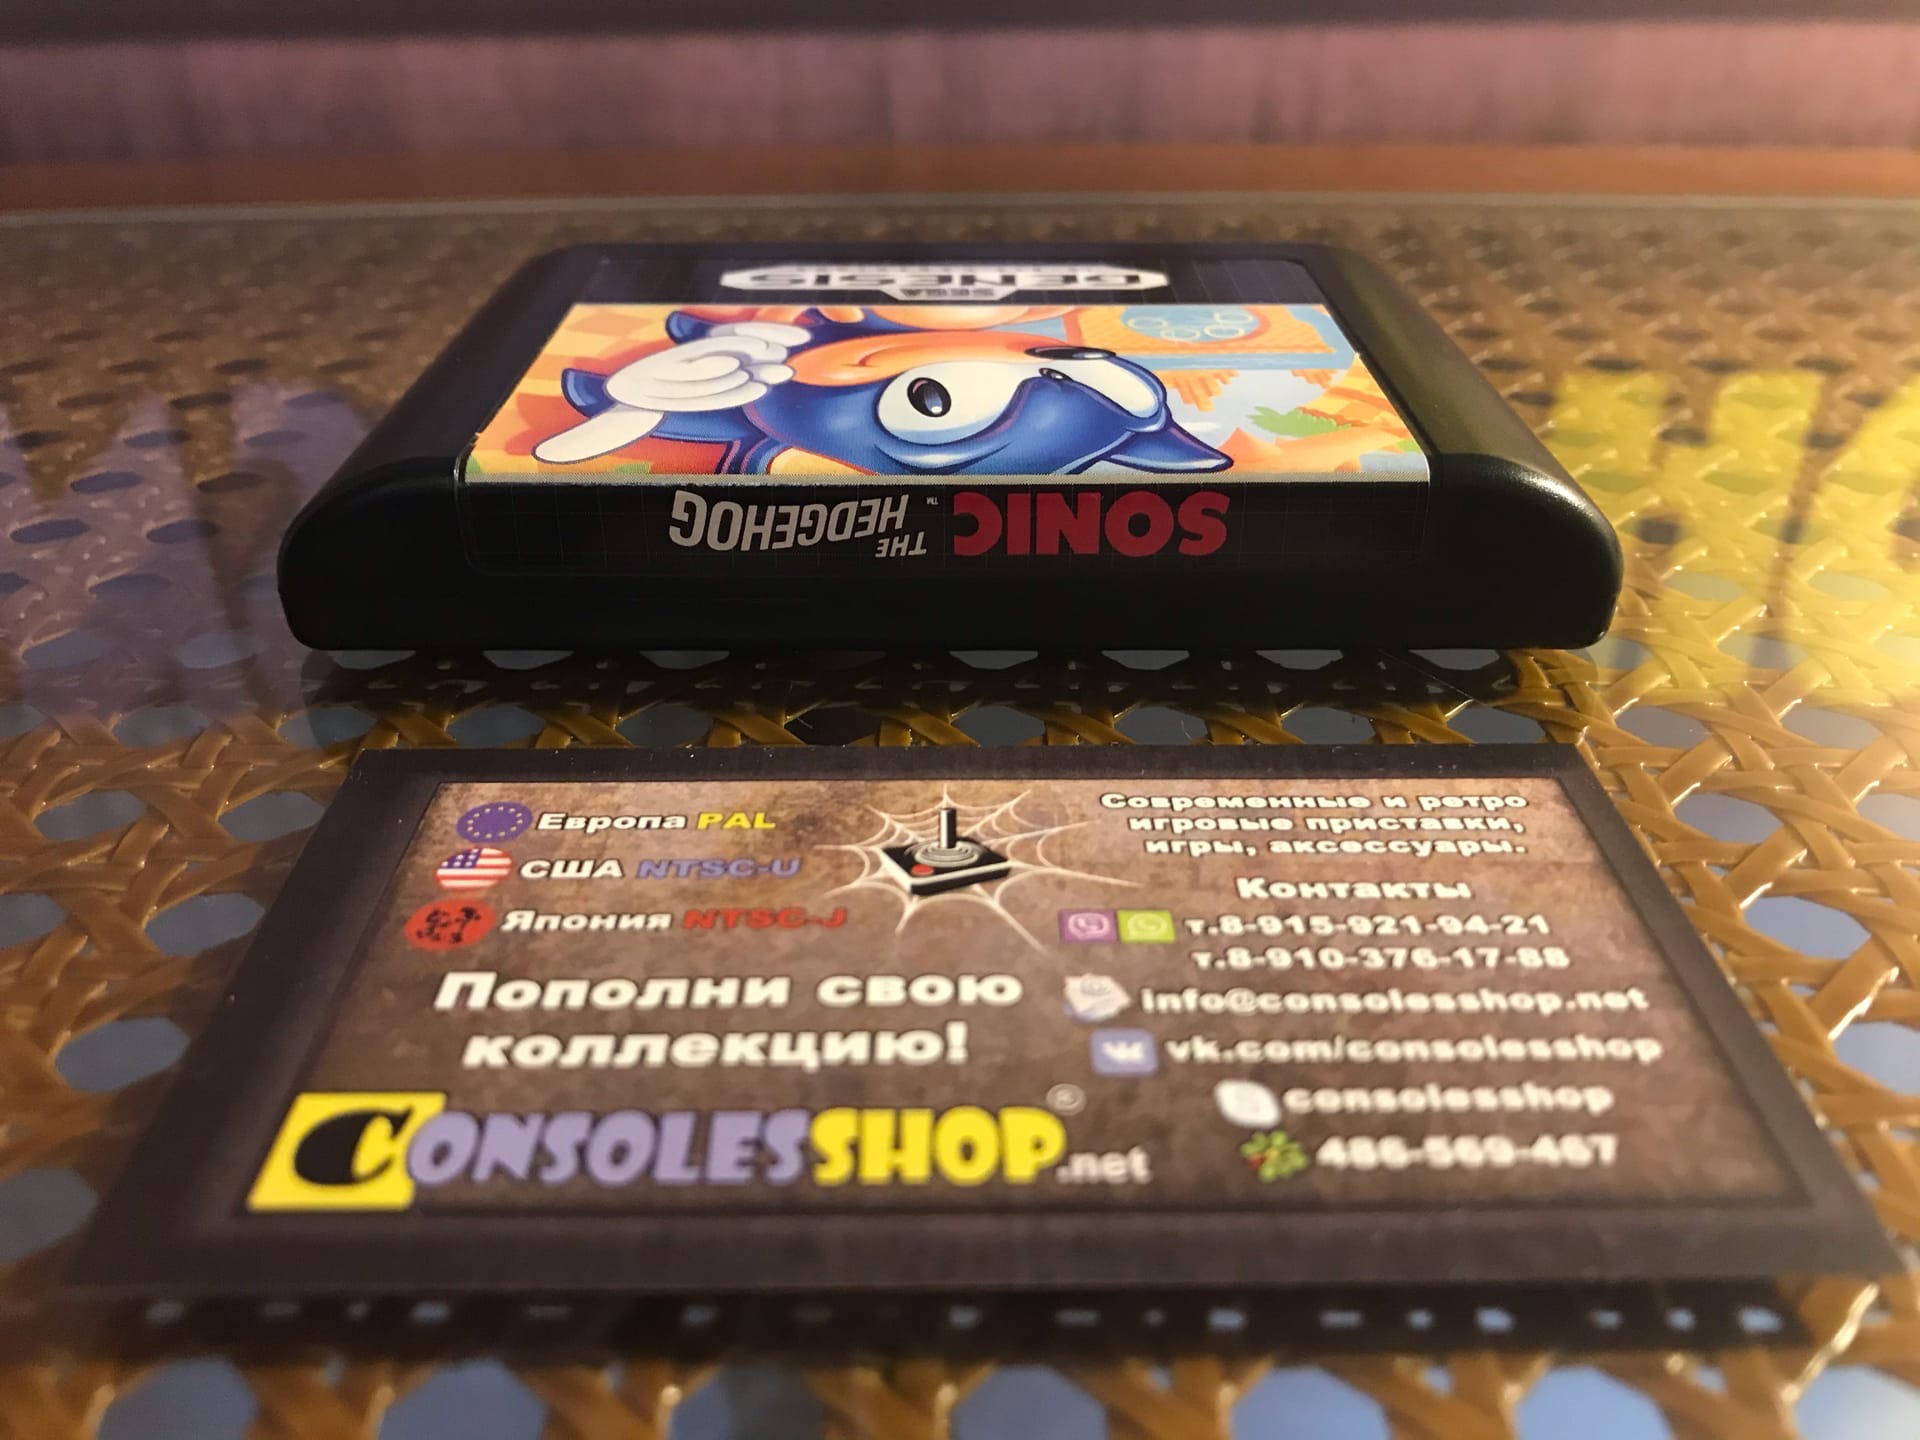 SEGA
GENESIS
SONIC
THE
HEDGEHOG™
Европа PAL
США NTSC-U
Япония NTSC-J
Пополни свою
коллекцию!
CONSOLESSHOP.net®
Современные и ретро
игровые приставки,
игры, аксессуары.
Контакты
т.8-915-921-94-21
т.8-910-376-17-88
info@consolesshop.net
vk.com/consolesshop
consolesshop
486-569-467